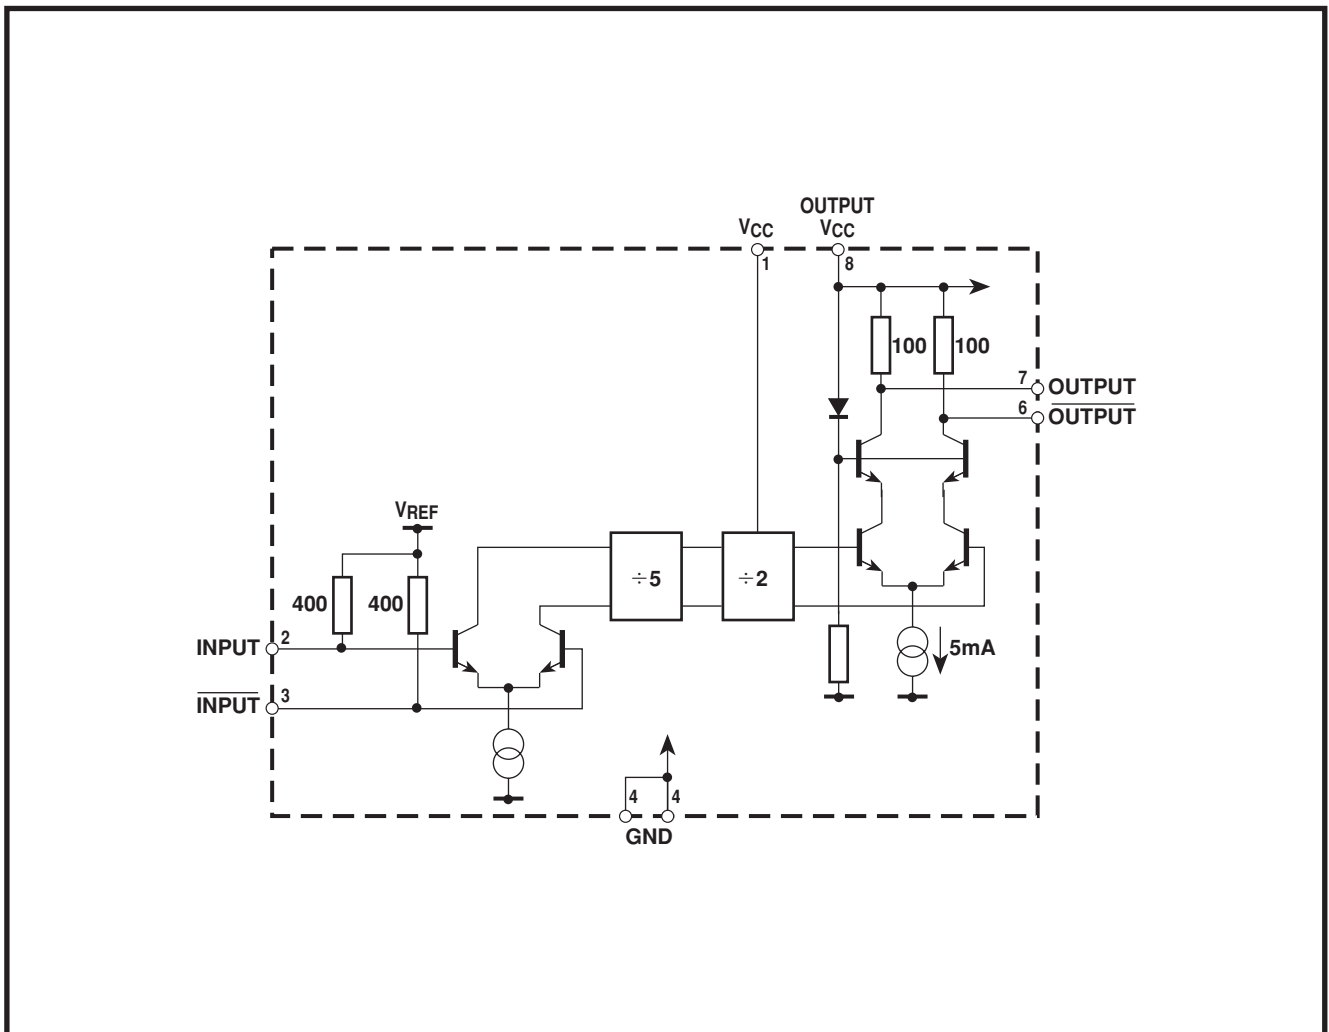 OUTPUT
VCC
VCC
1
8
100
100
7
OUTPUT
6
OUTPUT
VREF
÷5
÷2
400
400
INPUT
2
5mA
INPUT
3
4
4
GND